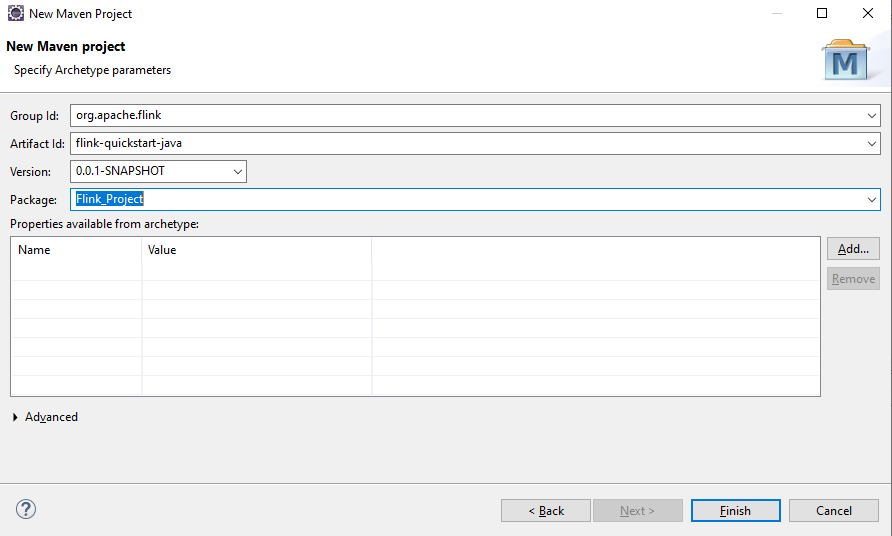 New Maven Project
New Maven project
Specify Archetype parameters
M
Group Id: org.apache.flink
Artifact Id: flink-quickstart-java
Version: 0.0.1-SNAPSHOT
Package: Flink_Project
Properties available from archetype:
Name Value
Add...
Remove
Advanced
? < Back Next > Finish Cancel